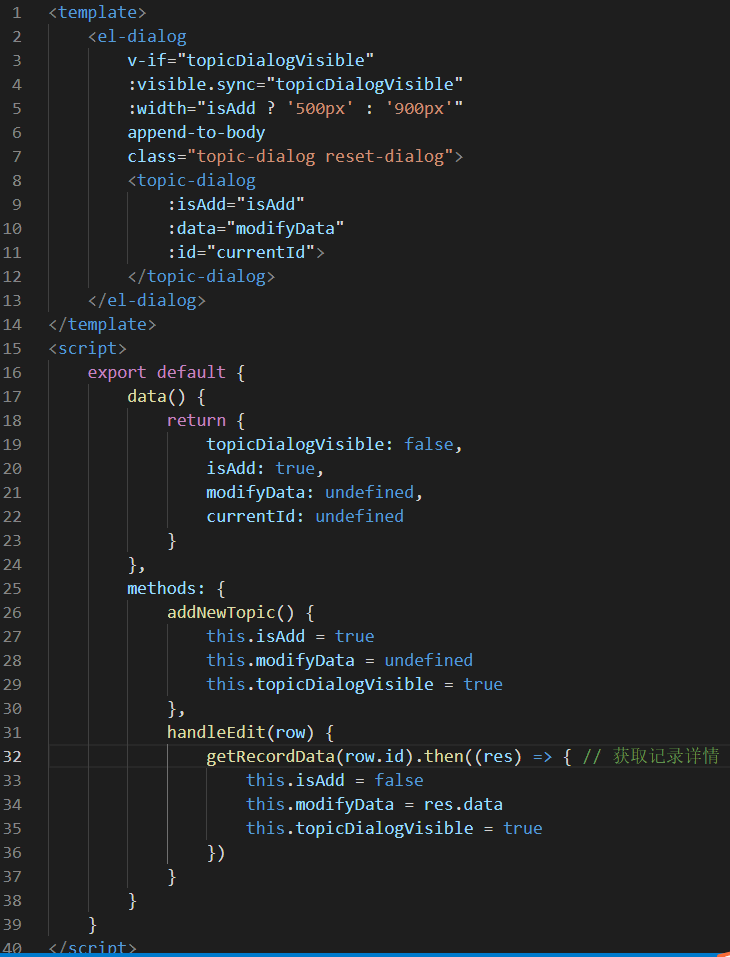 1 <template>
2 <el-dialog
3 v-if="topicDialogVisible"
4 :visible.sync="topicDialogVisible"
5 :width="isAdd ? '500px' : '900px'"
6 append-to-body
7 class="topic-dialog reset-dialog">
8 <topic-dialog
9 :isAdd="isAdd"
10 :data="modifyData"
11 :id="currentId">
12 </topic-dialog>
13 </el-dialog>
14 </template>
15 <script>
16 export default {
17 data() {
18 return {
19 topicDialogVisible: false,
20 isAdd: true,
21 modifyData: undefined,
22 currentId: undefined
23 }
24 },
25 methods: {
26 addNewTopic() {
27 this.isAdd = true
28 this.modifyData = undefined
29 this.topicDialogVisible = true
30 },
31 handleEdit(row) {
32 getRecordData(row.id).then((res) => { // 获取记录详情
33 this.isAdd = false
34 this.modifyData = res.data
35 this.topicDialogVisible = true
36 })
37 }
38 }
39 }
40 </script>